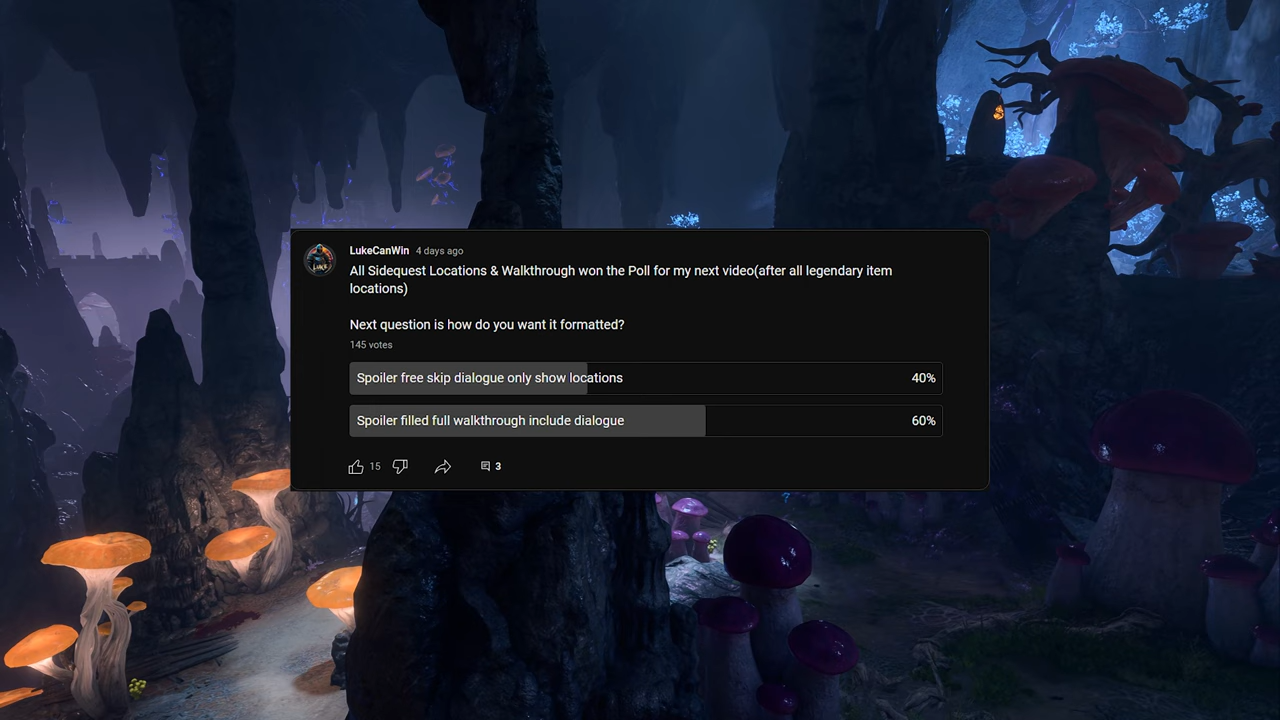 LukeCanWin 4 days ago
All Sidequest Locations & Walkthrough won the Poll for my next video(after all legendary item
locations)
Next question is how do you want it formatted?
145 votes
Spoiler free skip dialogue only show locations 40%
Spoiler filled full walkthrough include dialogue 60%
15 3
LUKE